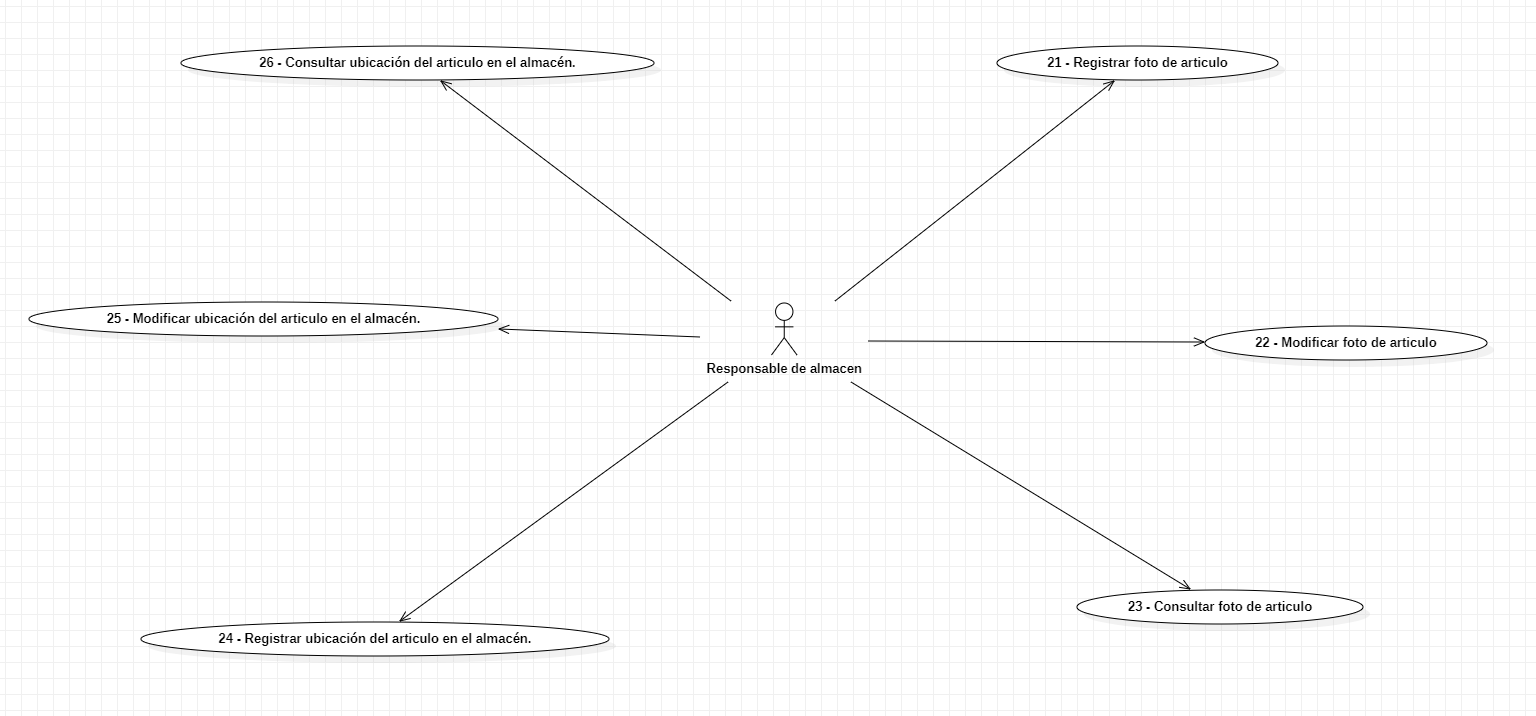 26 - Consultar ubicación del articulo en el almacén.
21 - Registrar foto de articulo
25 - Modificar ubicación del articulo en el almacén.
22 - Modificar foto de articulo
Responsable de almacen
23 - Consultar foto de articulo
24 - Registrar ubicación del articulo en el almacén.